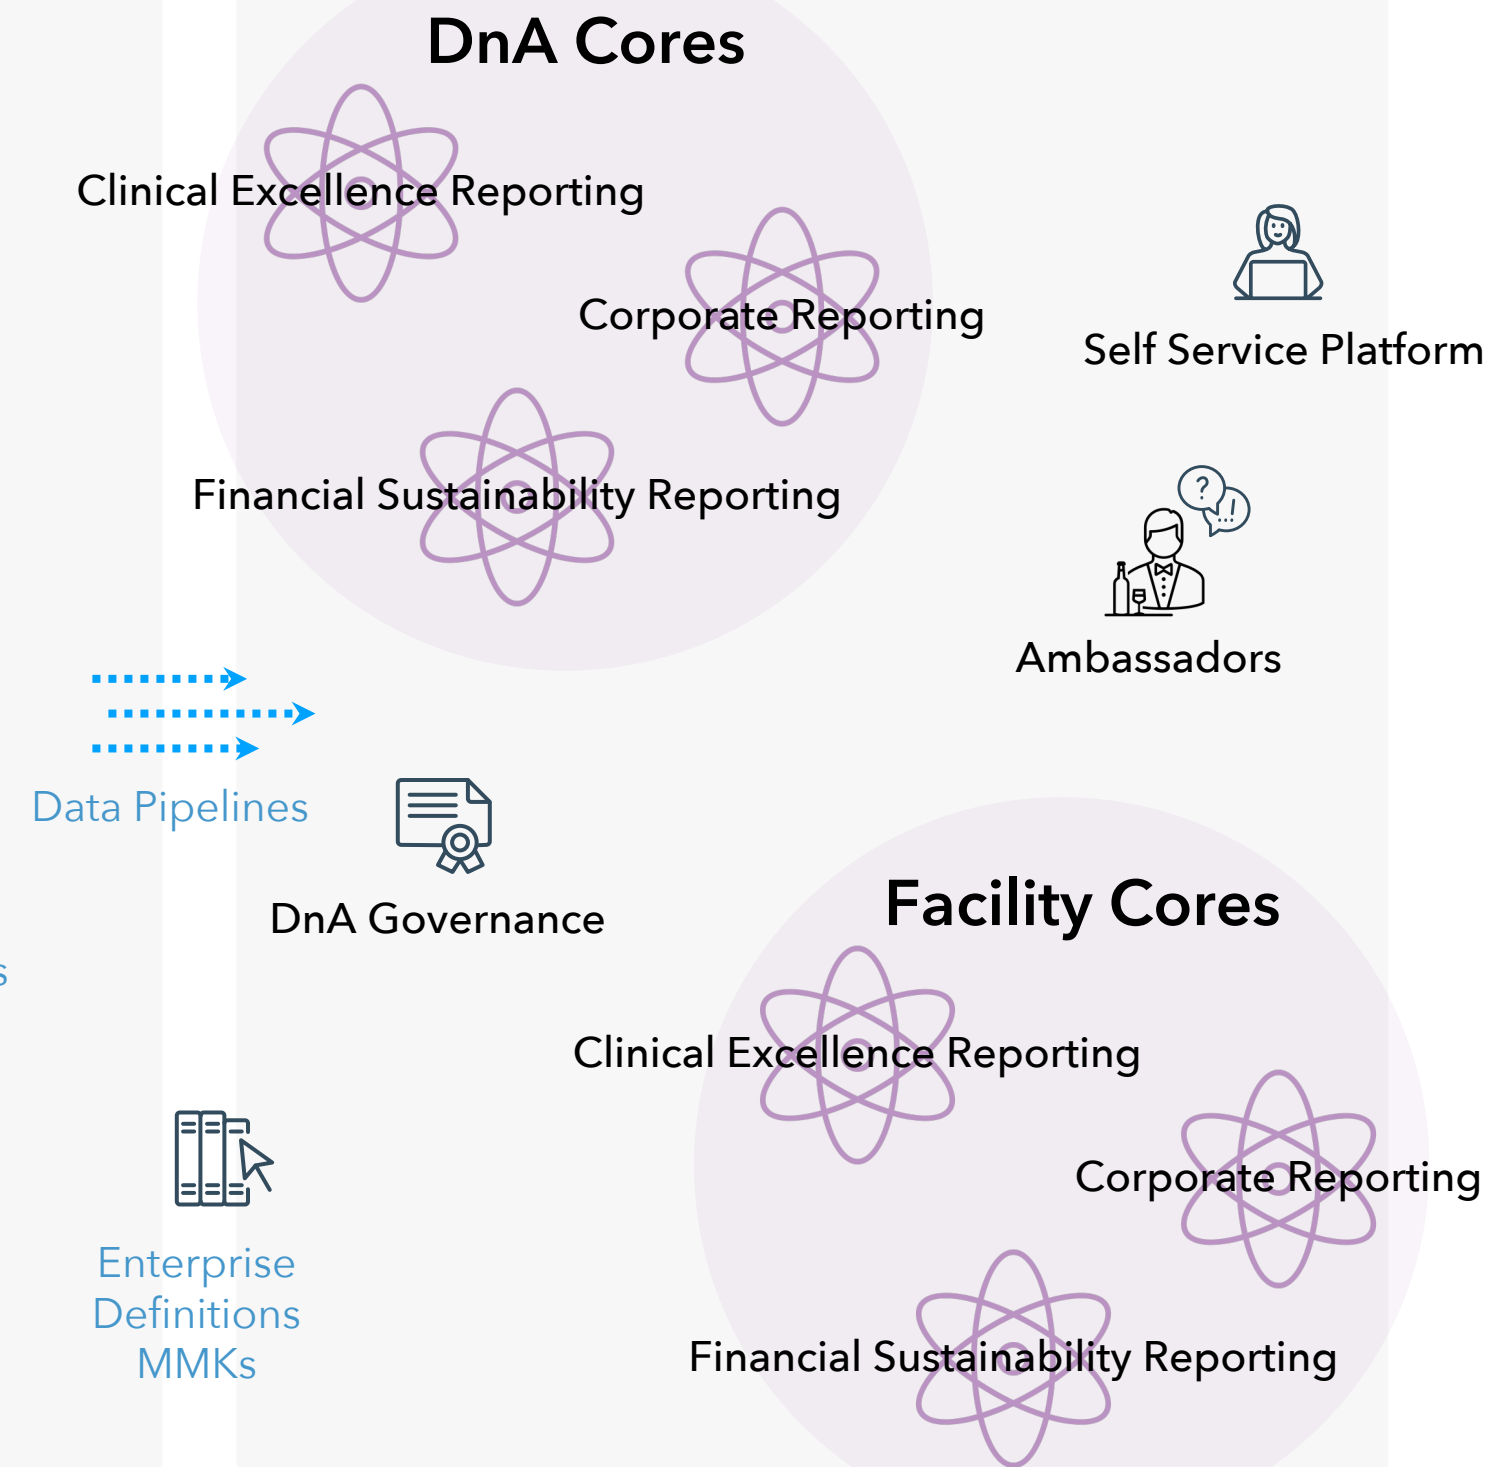 DnA Cores
Clinical Excellence Reporting
Corporate Reporting
Self Service Platform
Financial Sustainability Reporting
Ambassadors
Data Pipelines
DnA Governance
Facility Cores
s
Clinical Excellence Reporting
Corporate Reporting
Enterprise
Definitions
MMKs
Financial Sustainability Reporting